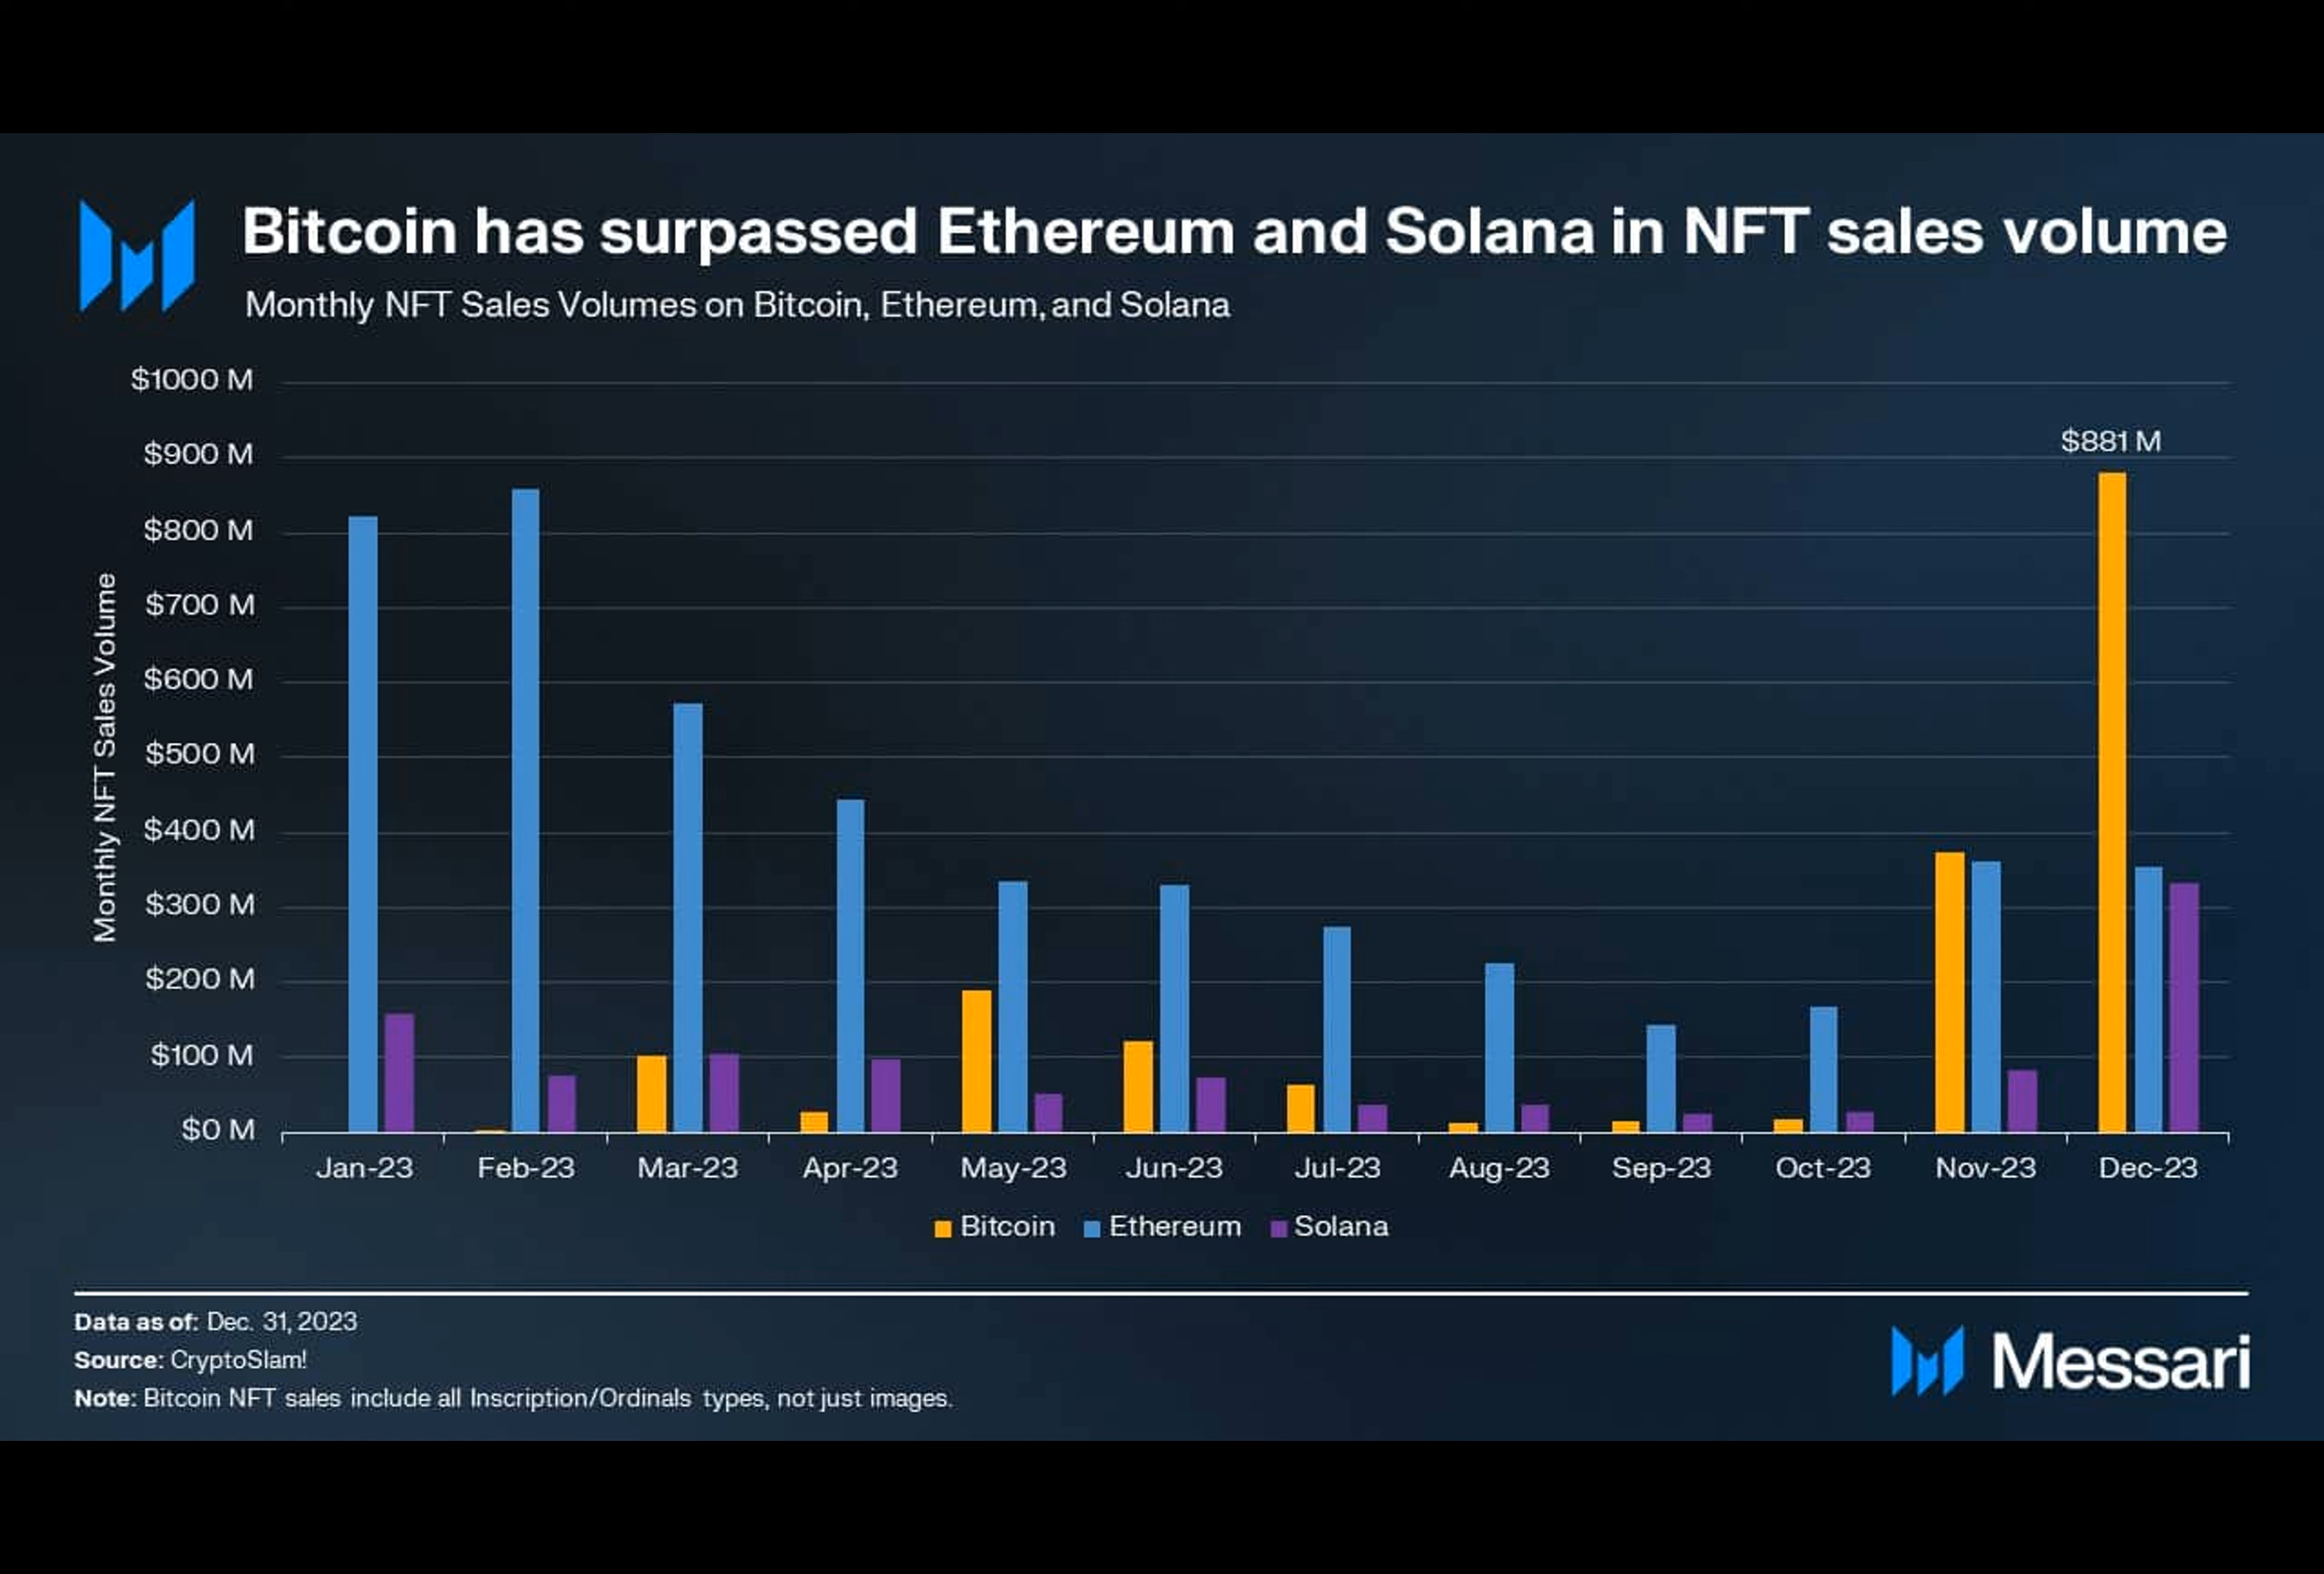 Bitcoin has surpassed Ethereum and Solana in NFT sales volume
Monthly NFT Sales Volumes on Bitcoin, Ethereum, and Solana
Monthly NFT Sales Volume
$1000 M
$900 M
$800 M
$700 M
$600 M
$500 M
$400 M
$300 M
$200 M
$100 M
$0 M
$881 M
Jan-23 Feb-23 Mar-23 Apr-23 May-23 Jun-23 Jul-23 Aug-23 Sep-23 Oct-23 Nov-23 Dec-23
Bitcoin Ethereum Solana
Data as of: Dec. 31, 2023
Source: CryptoSlam!
Note: Bitcoin NFT sales include all Inscription/Ordinals types, not just images.
Messari